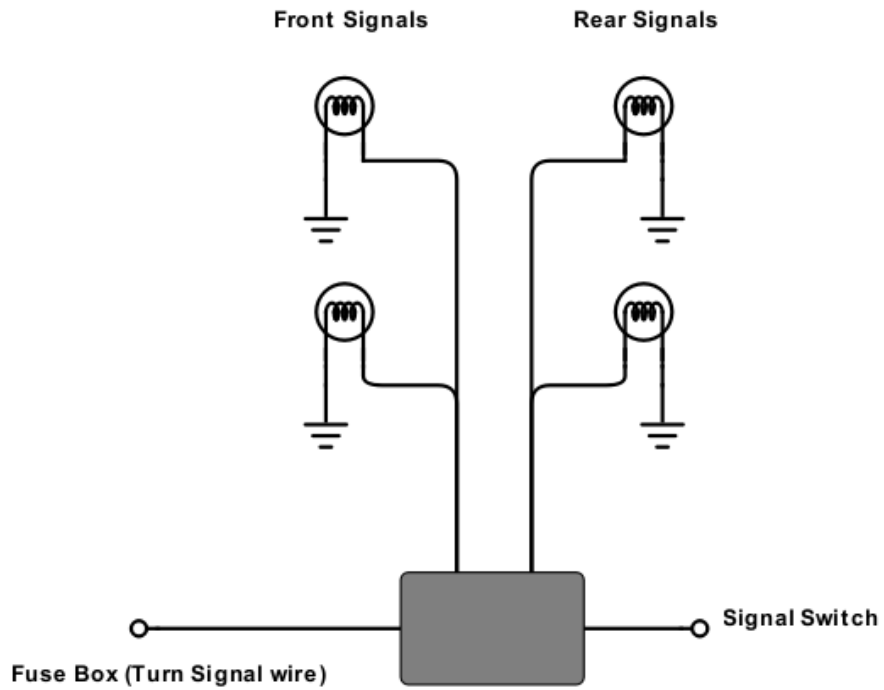 Front Signals
Rear Signals
Signal Switch
Fuse Box (Turn Signal wire)